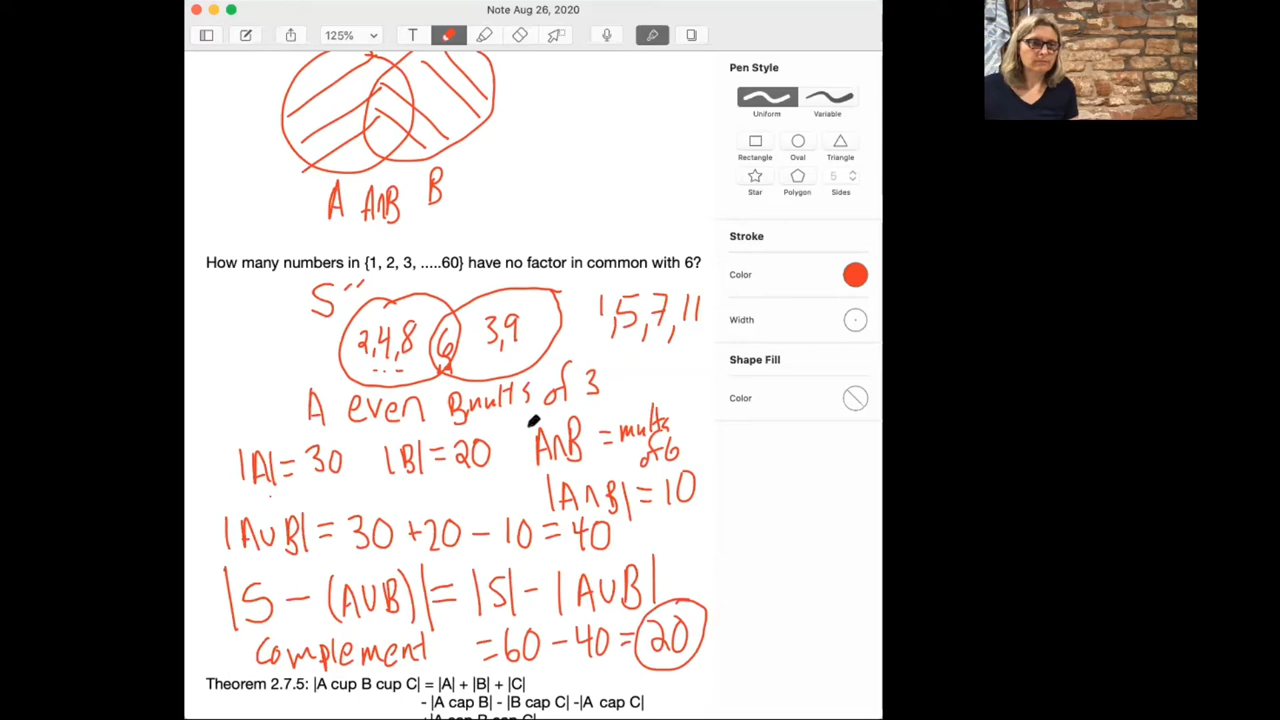 Note Aug 26, 2020
125%
T
Pen Style
Uniform
Variable
Rectangle
Oval
Triangle
5
Star
Polygon
Sides
Stroke
Color
Width
Shape Fill
Color
A A∩B B
How many numbers in {1, 2, 3, .....60} have no factor in common with 6?
S
2,4,8 6 3,9 1,5,7,11
A even B mults of 3
|A| = 30 |B| = 20 A∩B = mults of 6
|A∩B| = 10
|A∪B| = 30 + 20 - 10 = 40
|S - (A∪B)| = |S| - |A∪B|
complement = 60 - 40 = 20
Theorem 2.7.5: |A cup B cup C| = |A| + |B| + |C|
- |A cap B| - |B cap C| -|A cap C|
+|A cap B cap C|